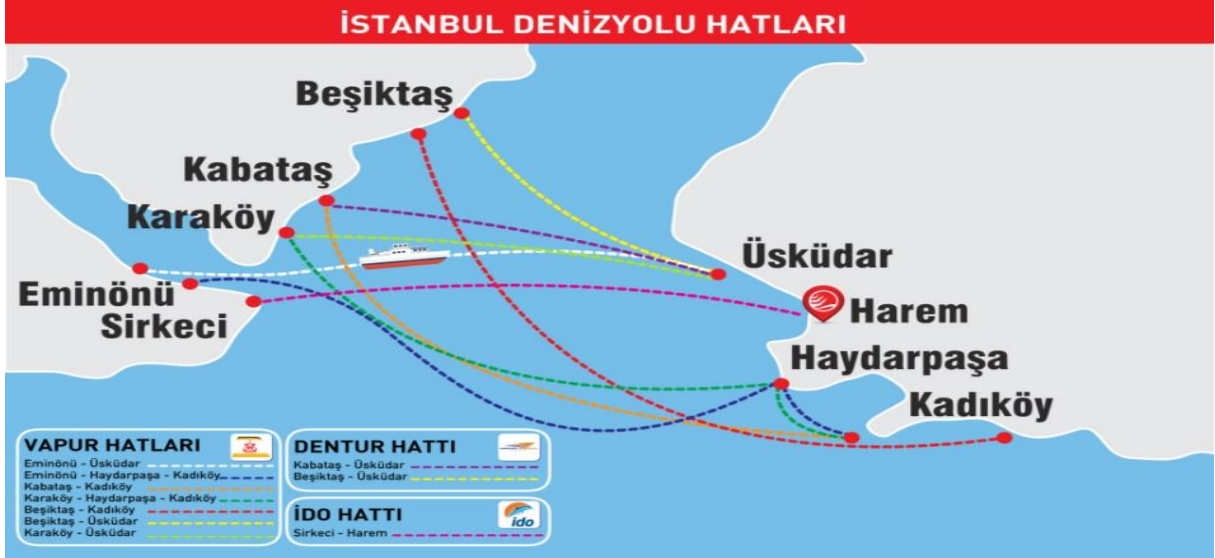 İSTANBUL DENİZYOLU HATLARI
Beşiktaş
Kabataş
Karaköy
Üsküdar
Eminönü
Harem
Sirkeci
Haydarpaşa
Kadıköy
VAPUR HATLARI
Eminönü - Üsküdar
Eminönü - Haydarpaşa - Kadıköy
Kabataş - Kadıköy
Karaköy - Haydarpaşa - Kadıköy
Beşiktaş - Kadıköy
Beşiktaş - Üsküdar
Karaköy - Üsküdar
DENTUR HATTI
Kabataş - Üsküdar
Beşiktaş - Üsküdar
İDO HATTI
ido
Sirkeci - Harem